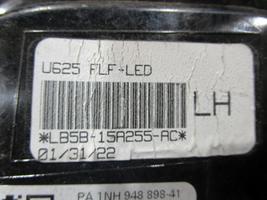 U625 FLF-LED
LH
*LB5B-15A255-AC*
01/31/22
PA 1NH 948 898-41